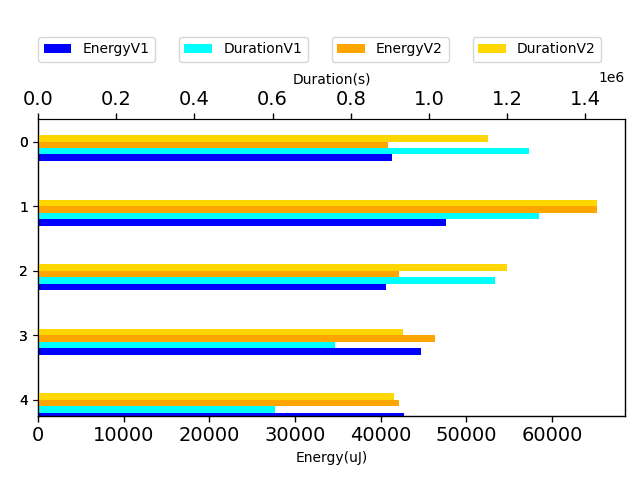 EnergyV1 DurationV1 EnergyV2 DurationV2
Duration(s)
1e6
0.0 0.2 0.4 0.6 0.8 1.0 1.2 1.4
0
1
2
3
4
0 10000 20000 30000 40000 50000 60000
Energy(uJ)